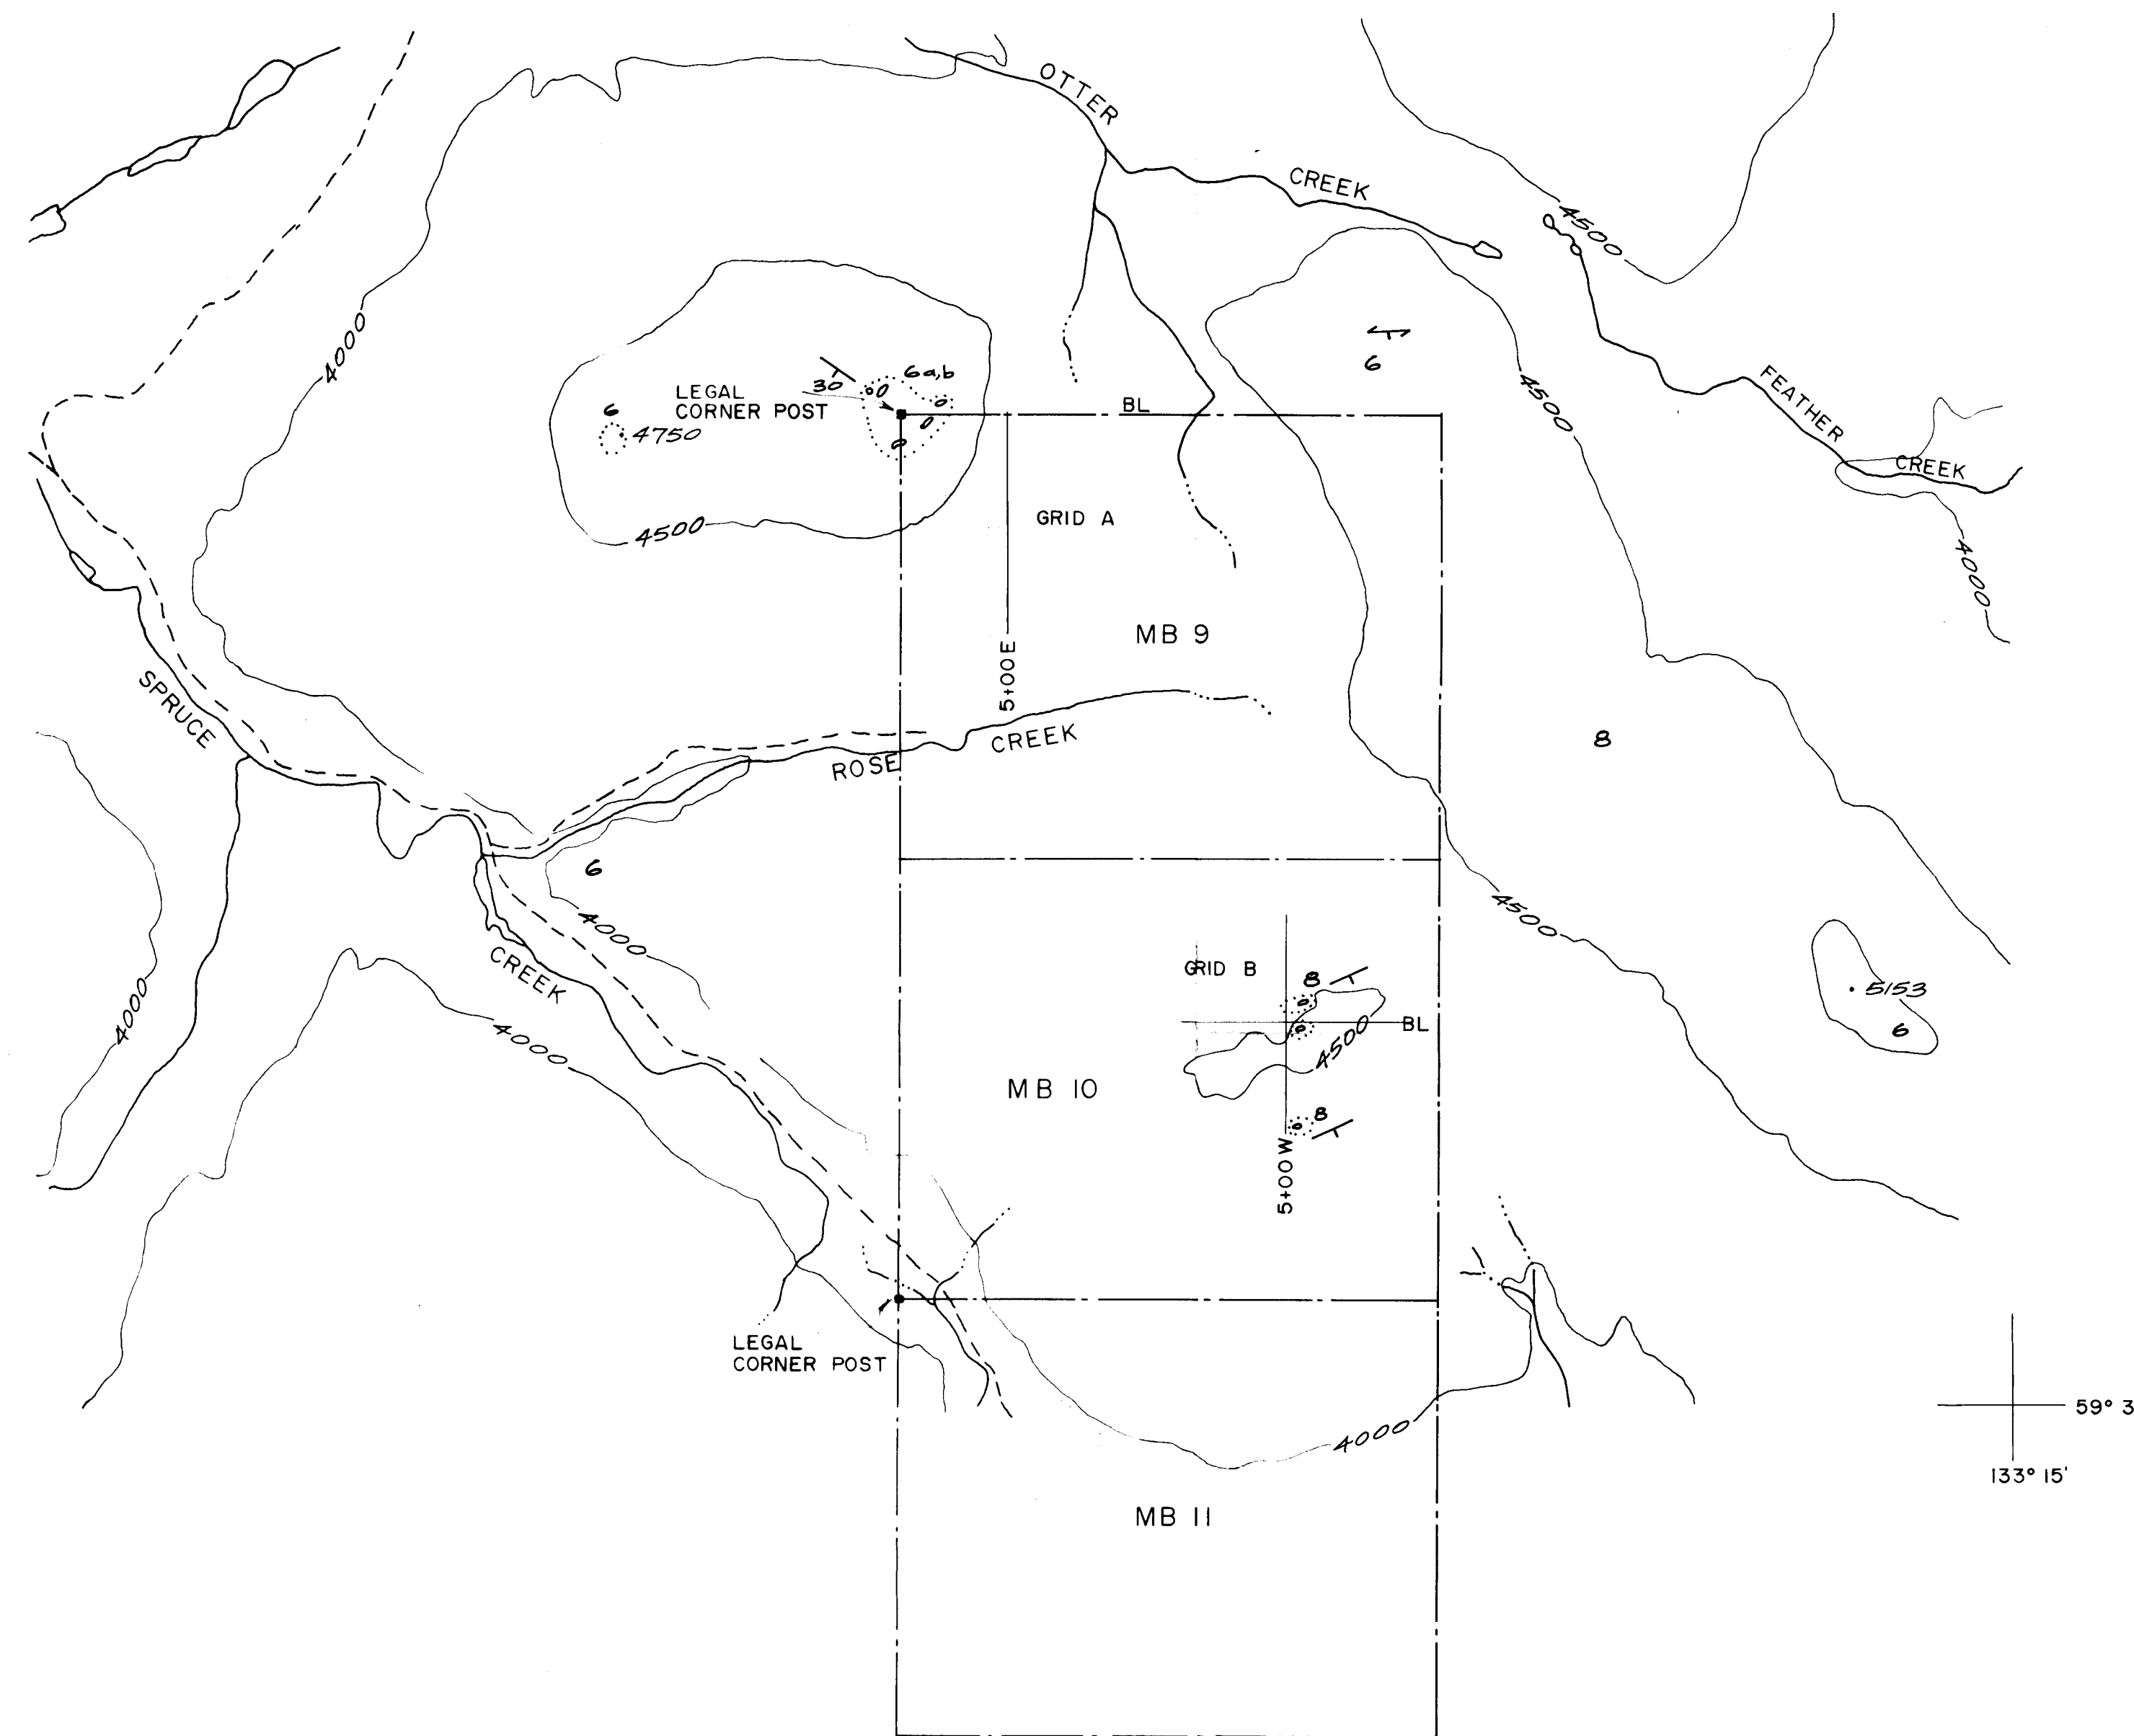 OTTER
CREEK
4500
4000
6
6a,b
30
LEGAL
CORNER POST
BL
4500
6
4750
FEATHER
CREEK
4500
GRID A
4000
MB 9
5+00E
SPRUCE
8
CREEK
ROSE
6
4500
4000
CREEK
GRID B
8
5153
4000
4000
BL
6
4500
MB 10
8
5+00W
LEGAL
CORNER POST
59° 3
4000
133° 15'
MB 11